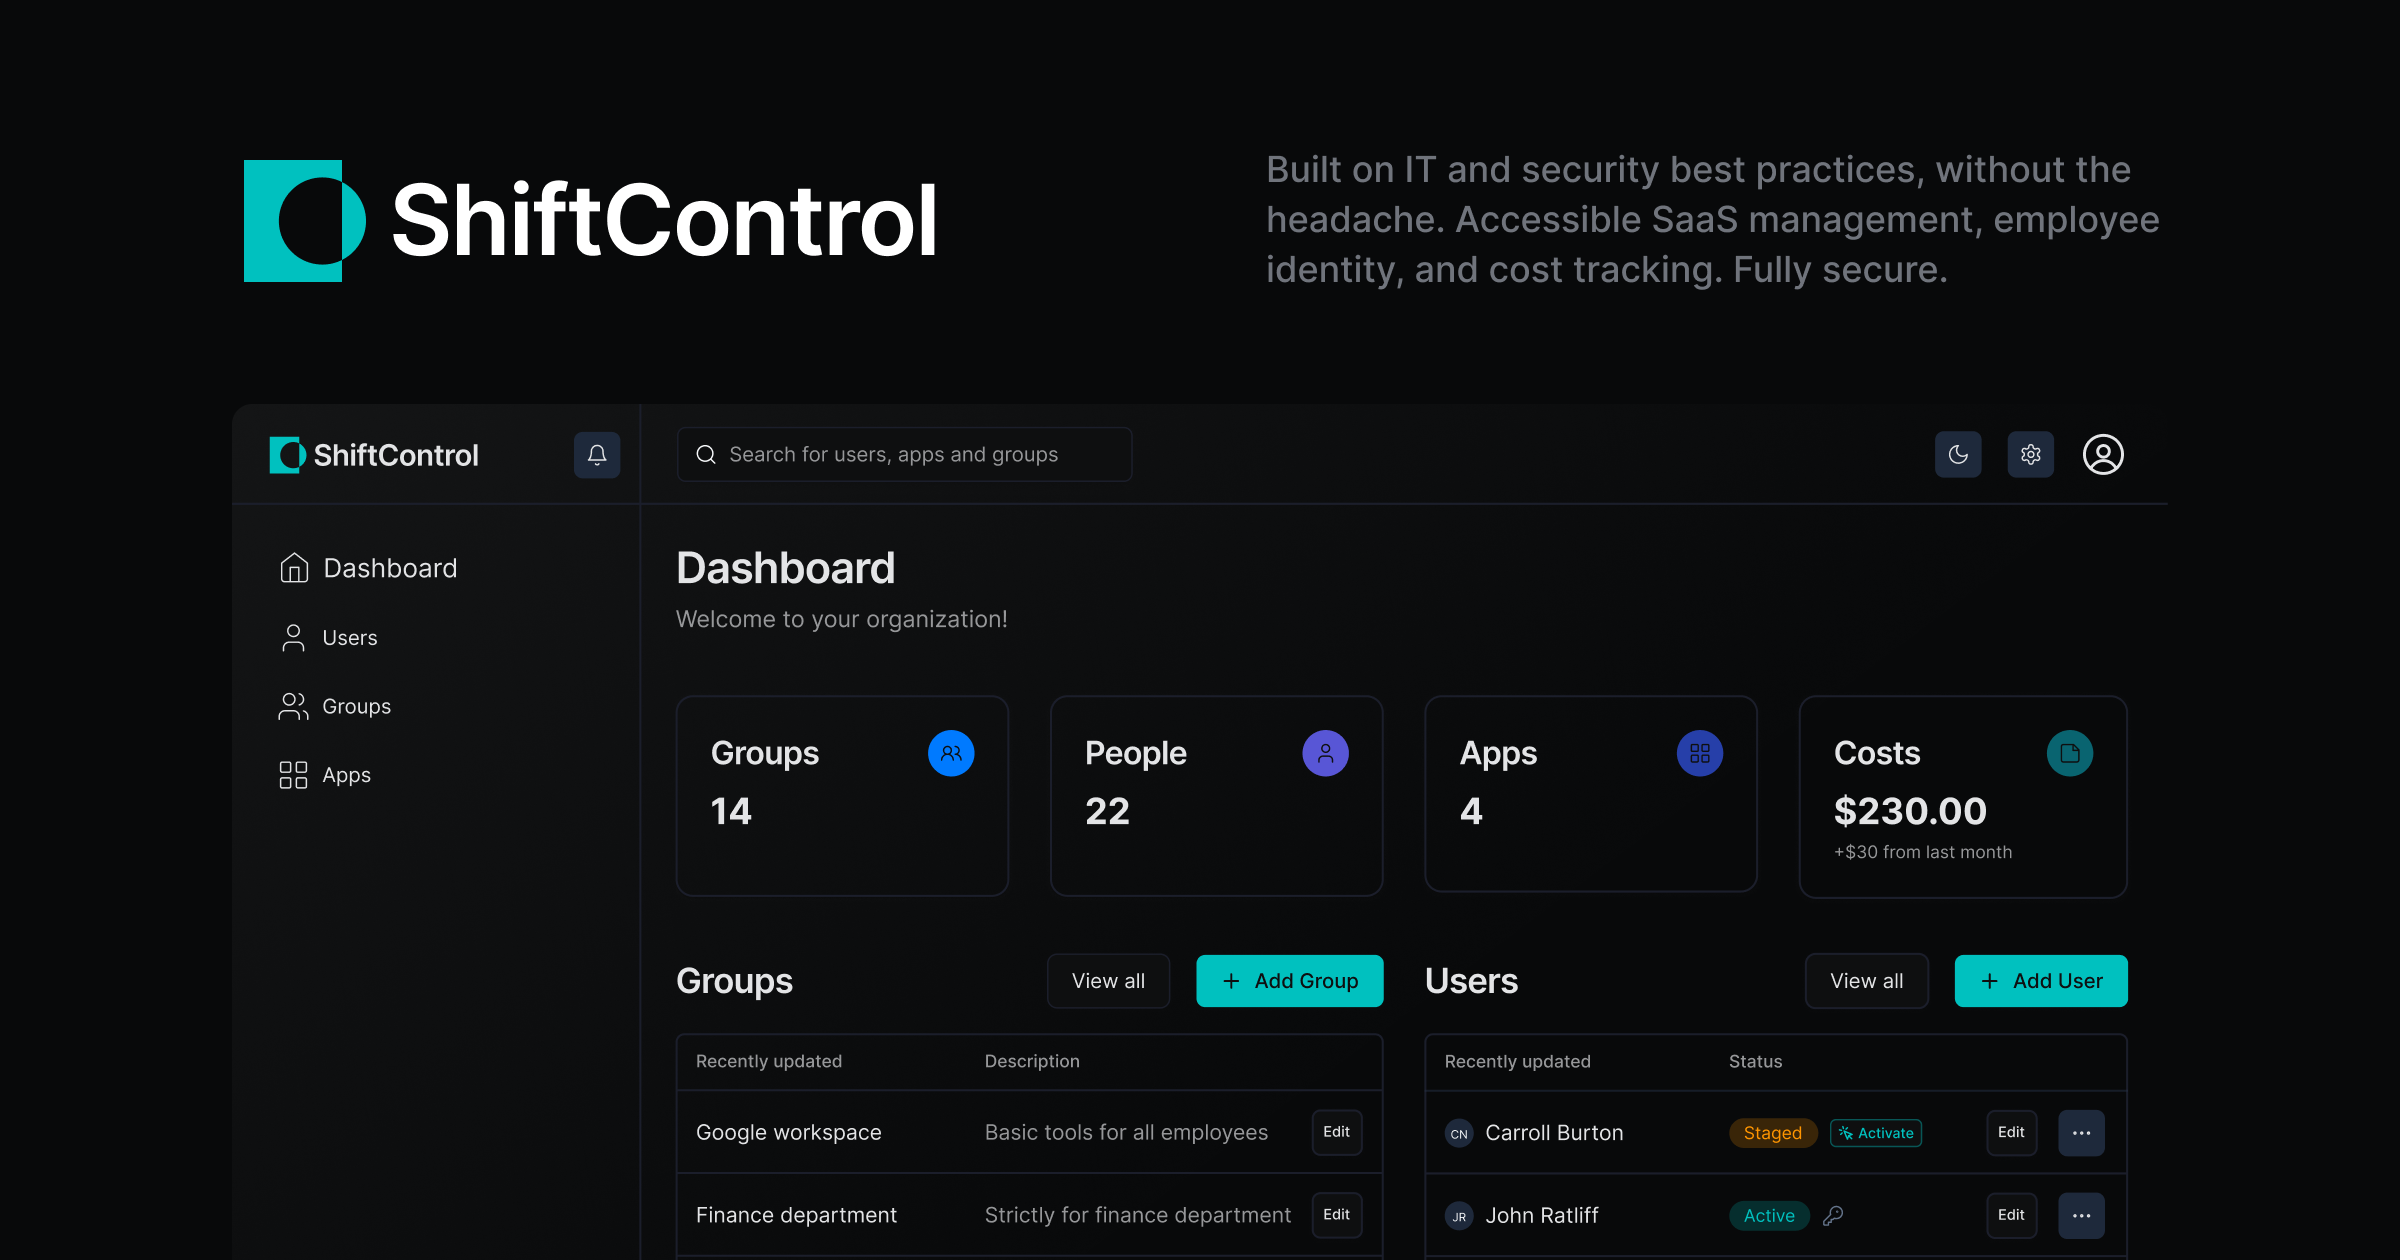 ShiftControl
Built on IT and security best practices, without the
headache. Accessible SaaS management, employee
identity, and cost tracking. Fully secure.
ShiftControl
Search for users, apps and groups
Dashboard
Users
Groups
Apps
Dashboard
Welcome to your organization!
Groups
14
People
22
Apps
4
Costs
$230.00
+$30 from last month
Groups
View all
+ Add Group
Recently updated
Description
Google workspace
Basic tools for all employees
Edit
Finance department
Strictly for finance department
Edit
Users
View all
+ Add User
Recently updated
Status
CN
Carroll Burton
Staged
Activate
Edit
JR
John Ratliff
Active
Edit